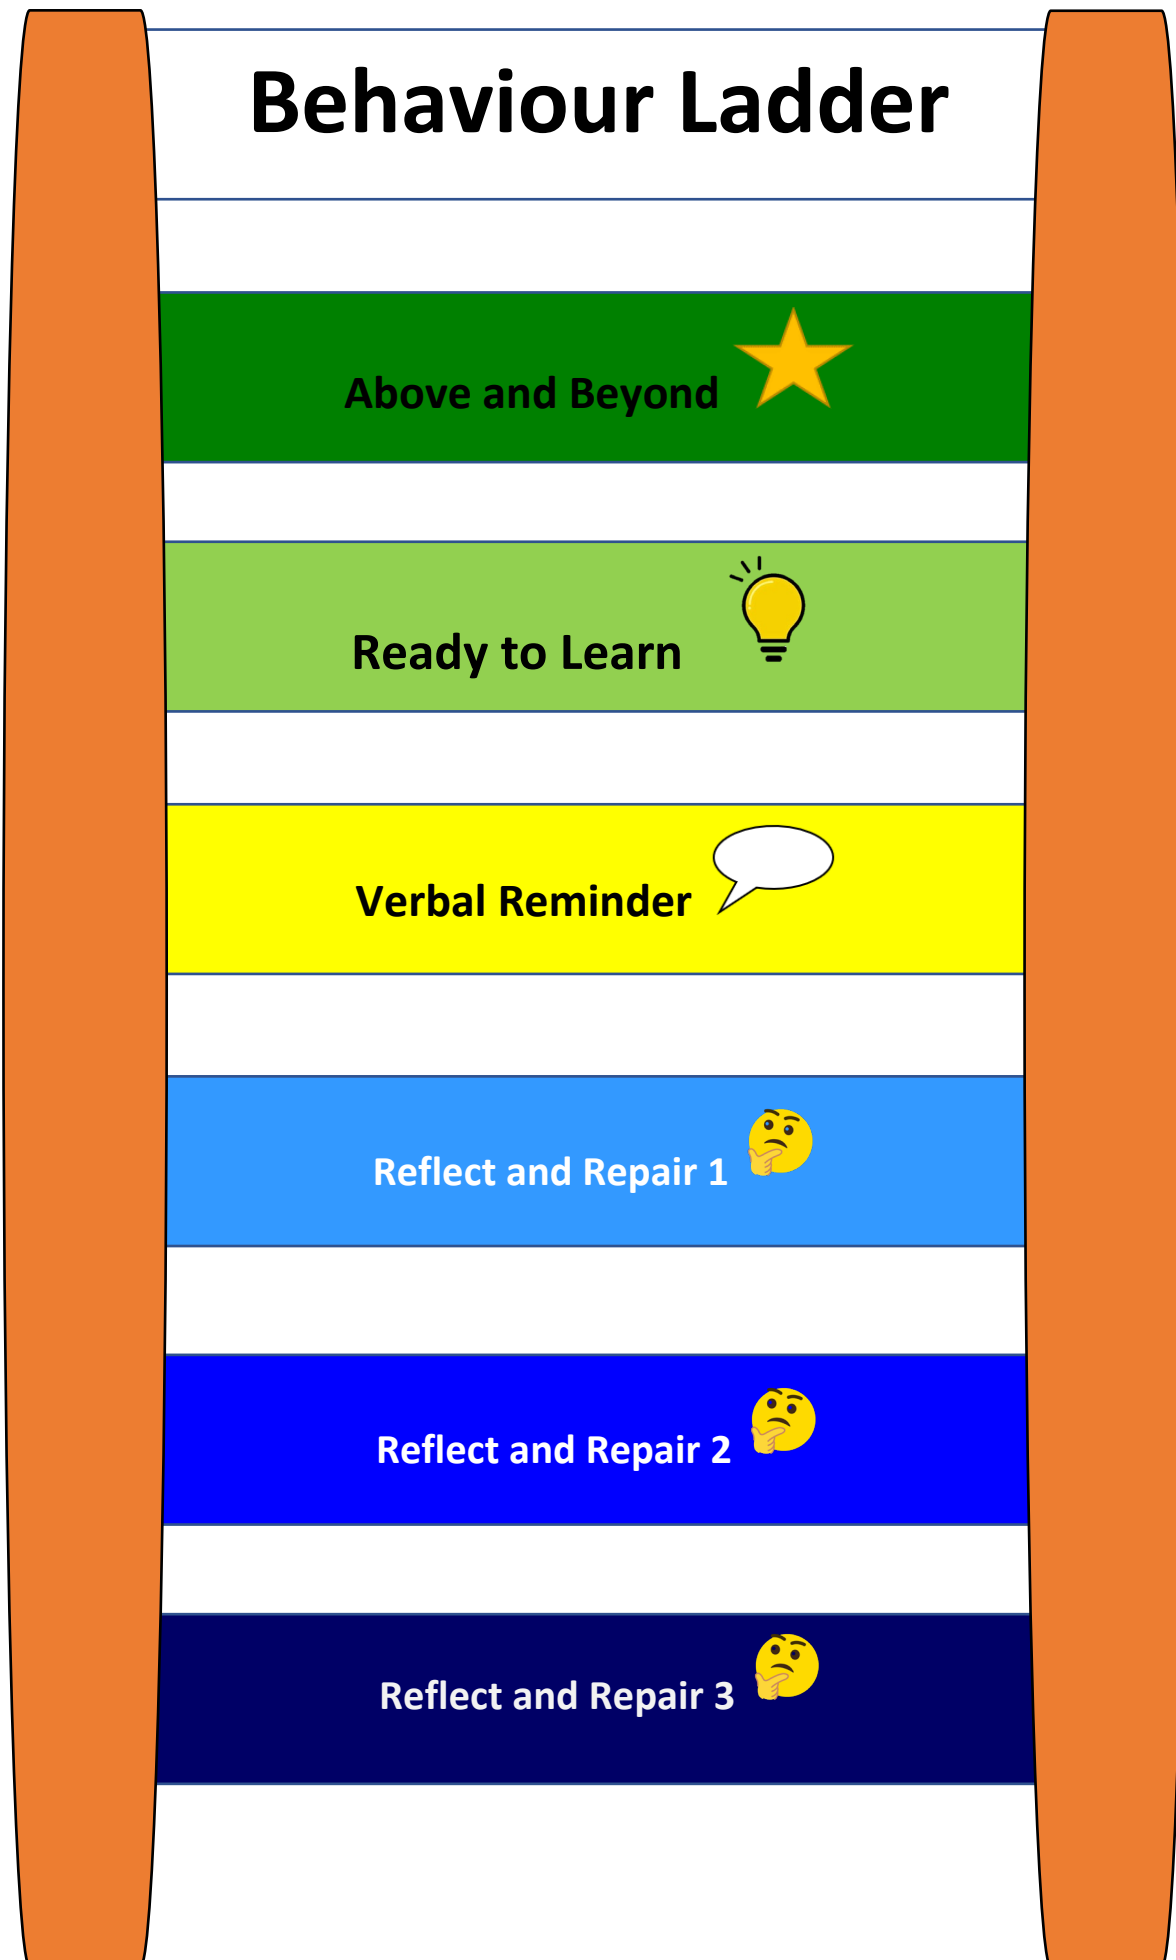 Behaviour Ladder
Above and Beyond
Ready to Learn
Verbal Reminder
Reflect and Repair 1
Reflect and Repair 2
Reflect and Repair 3